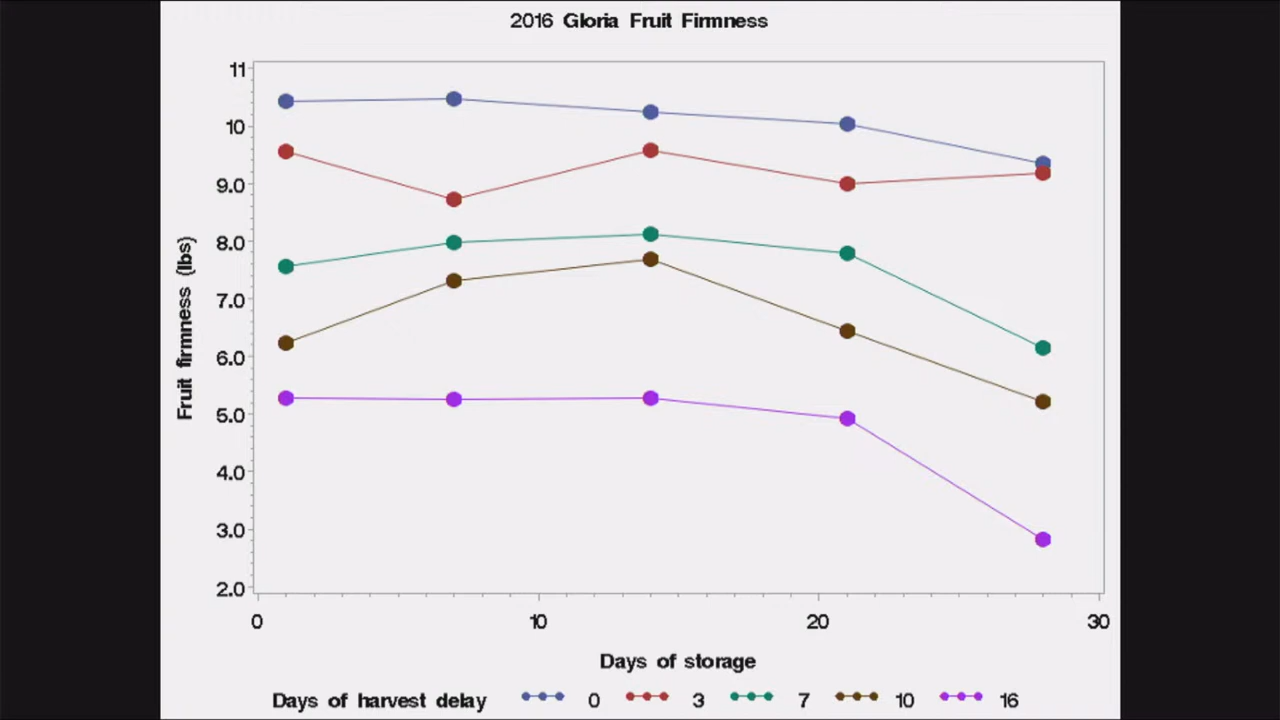 2016 Gloria Fruit Firmness
11
10
9.0
8.0
7.0
6.0
5.0
4.0
3.0
2.0
Fruit firmness (lbs)
0 10 20 30
Days of storage
Days of harvest delay 0 3 7 10 16